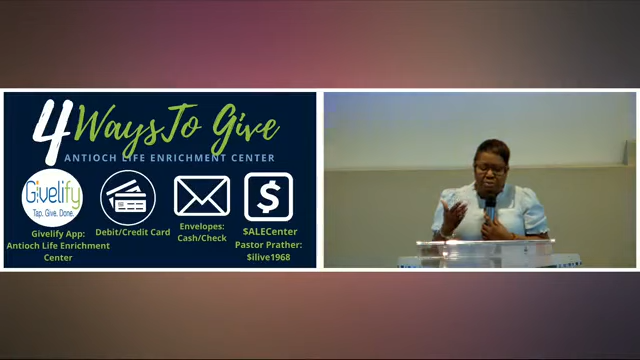 4 Ways To Give
ANTIOCH LIFE ENRICHMENT CENTER
Givelify
Tap. Give. Done.
Givelify App:
Antioch Life Enrichment
Center
Debit/Credit Card
Envelopes:
Cash/Check
$
$ALECenter
Pastor Prather:
$ilive1968